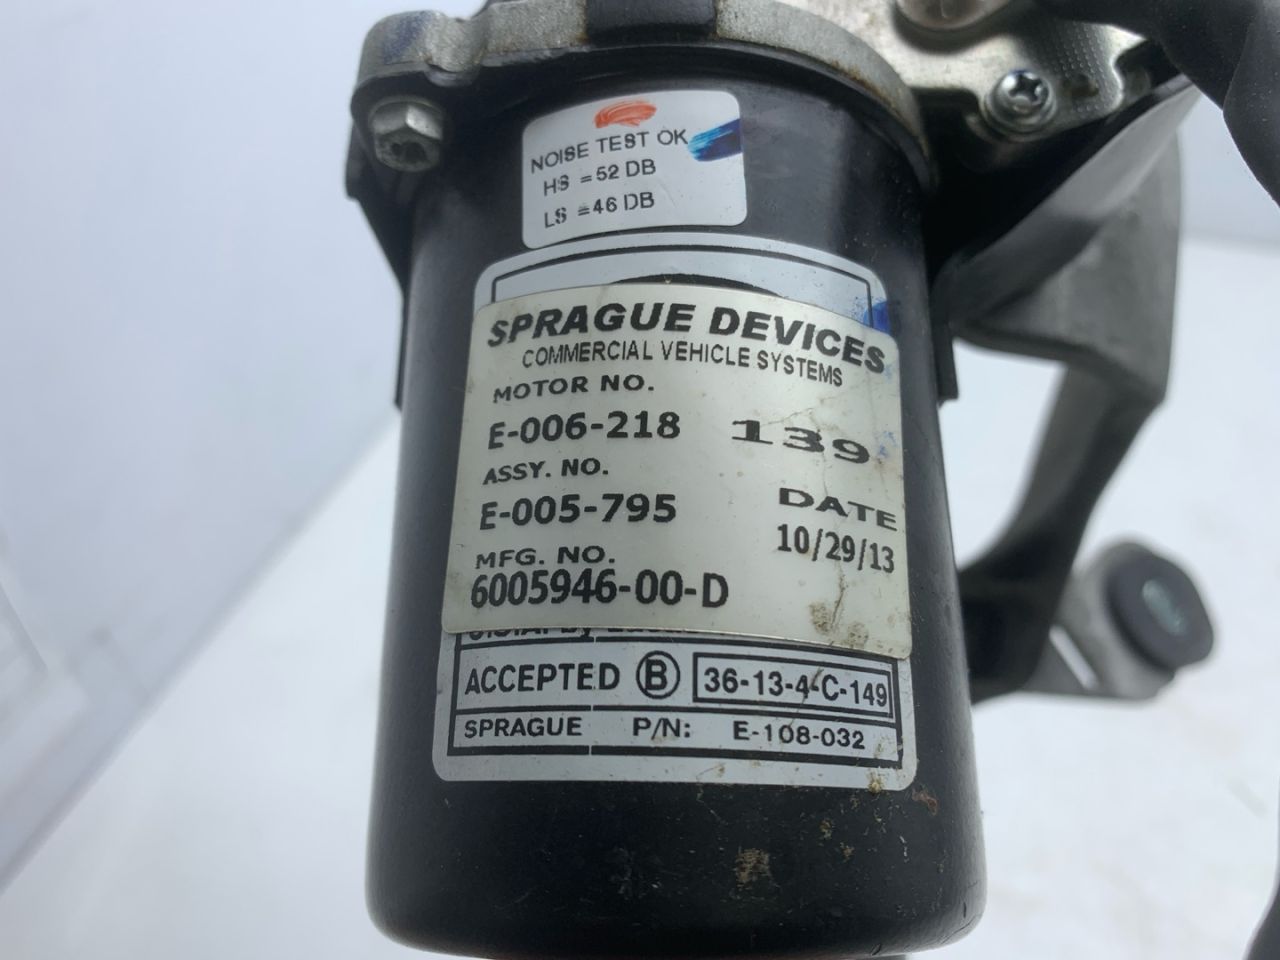 NOISE TEST OK
HS =52 DB
LS =46 DB
SPRAGUE DEVICES
COMMERCIAL VEHICLE SYSTEMS
MOTOR NO.
E-006-218 139
ASSY. NO.
E-005-795 DATE
10/29/13
MFG. NO.
6005946-00-D
ACCEPTED B 36-13-4-C-149
SPRAGUE P/N: E-108-032